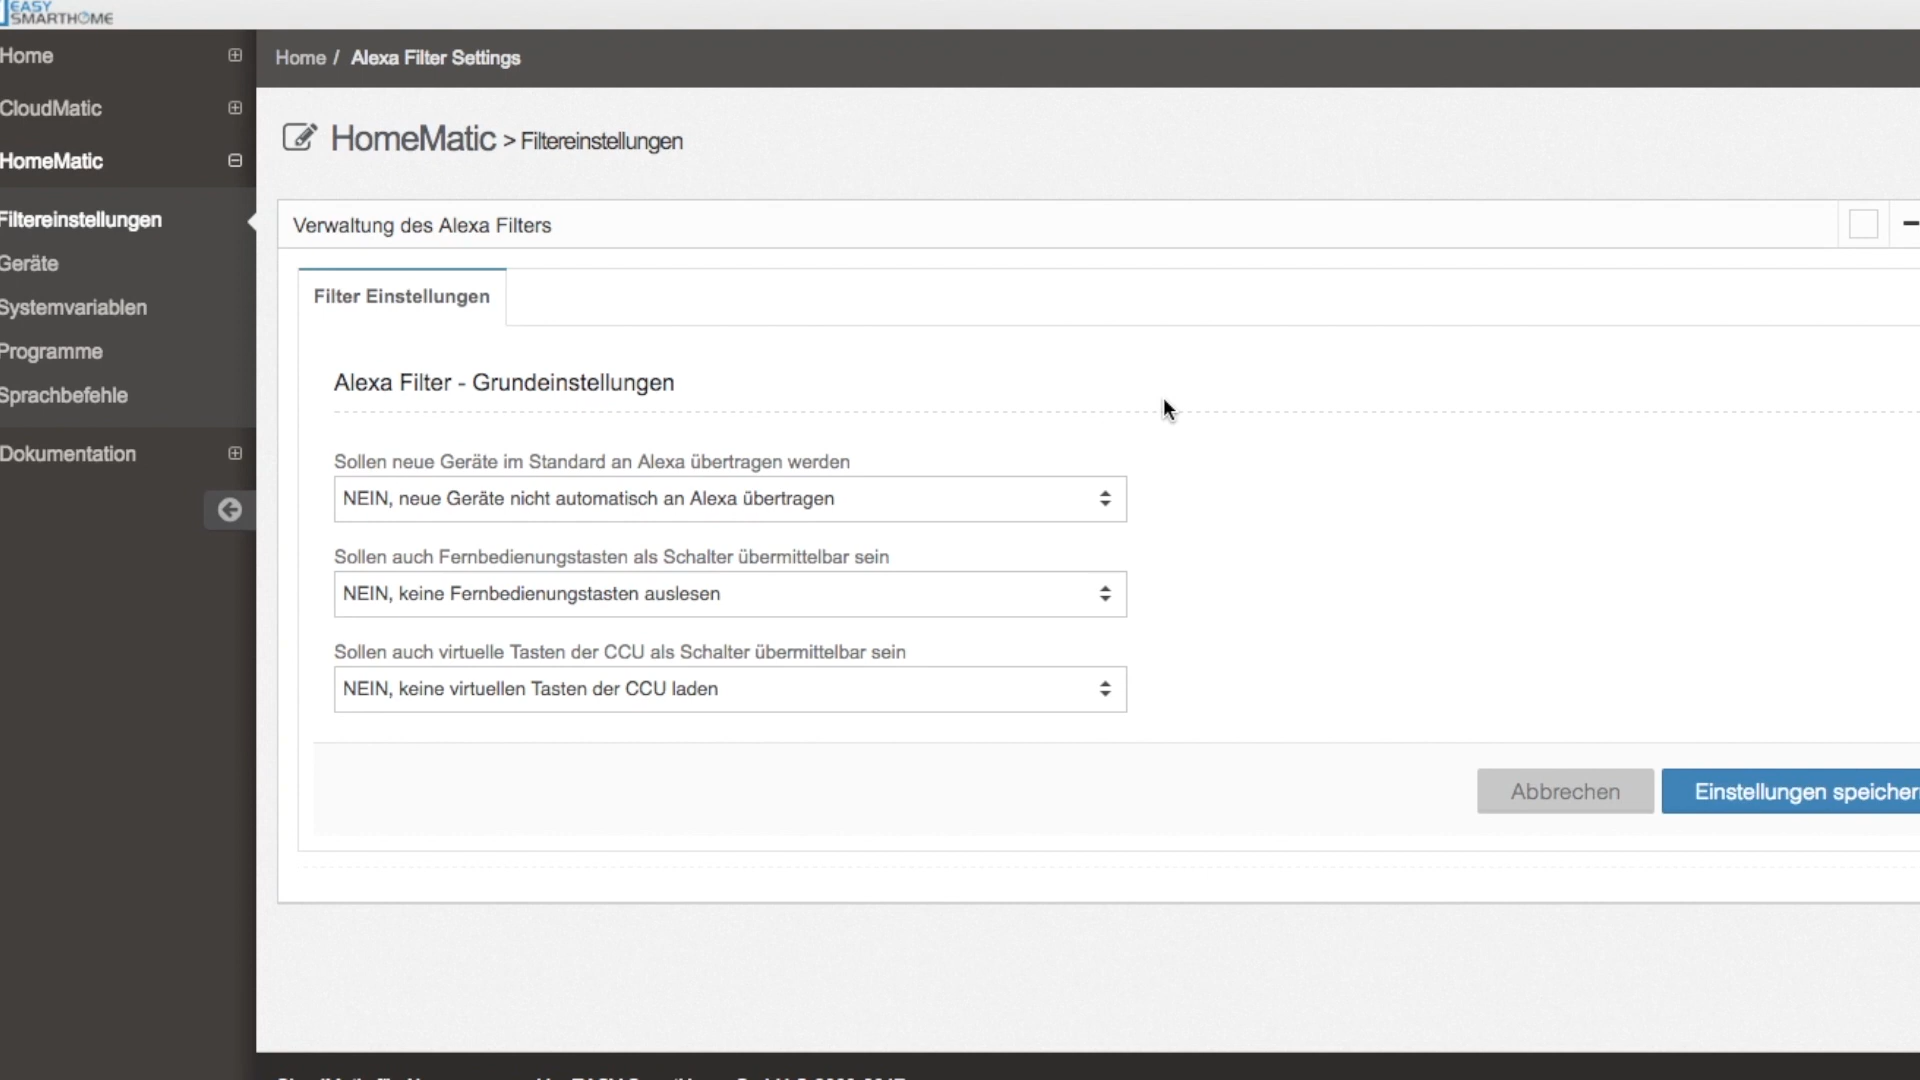 EASY
SMARTHOME
Home
CloudMatic
HomeMatic
Filtereinstellungen
Geräte
Systemvariablen
Programme
Sprachbefehle
Dokumentation
Home / Alexa Filter Settings
HomeMatic > Filtereinstellungen
Verwaltung des Alexa Filters
Filter Einstellungen
Alexa Filter - Grundeinstellungen
Sollen neue Geräte im Standard an Alexa übertragen werden
NEIN, neue Geräte nicht automatisch an Alexa übertragen
Sollen auch Fernbedienungstasten als Schalter übermittelbar sein
NEIN, keine Fernbedienungstasten auslesen
Sollen auch virtuelle Tasten der CCU als Schalter übermittelbar sein
NEIN, keine virtuellen Tasten der CCU laden
Abbrechen
Einstellungen speichern